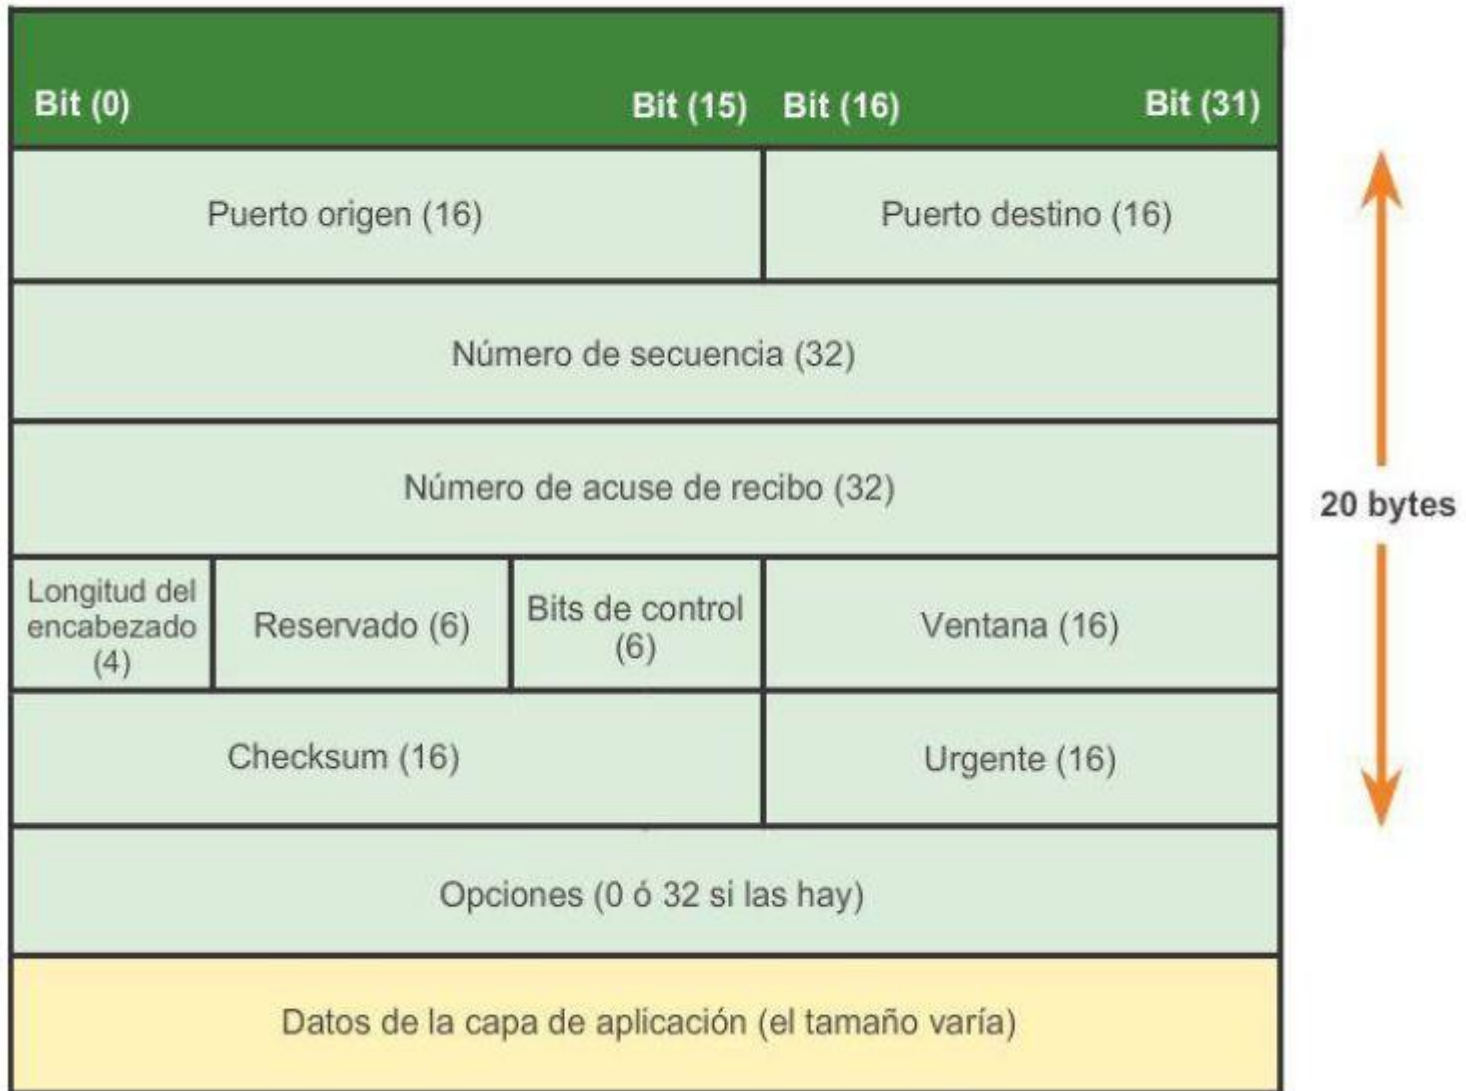 Bit (0) Bit (15) Bit (16) Bit (31)
Puerto origen (16) Puerto destino (16)
Número de secuencia (32)
Número de acuse de recibo (32)
20 bytes
Longitud del
encabezado
(4)
Reservado (6)
Bits de control
(6)
Ventana (16)
Checksum (16) Urgente (16)
Opciones (0 ó 32 si las hay)
Datos de la capa de aplicación (el tamaño varía)